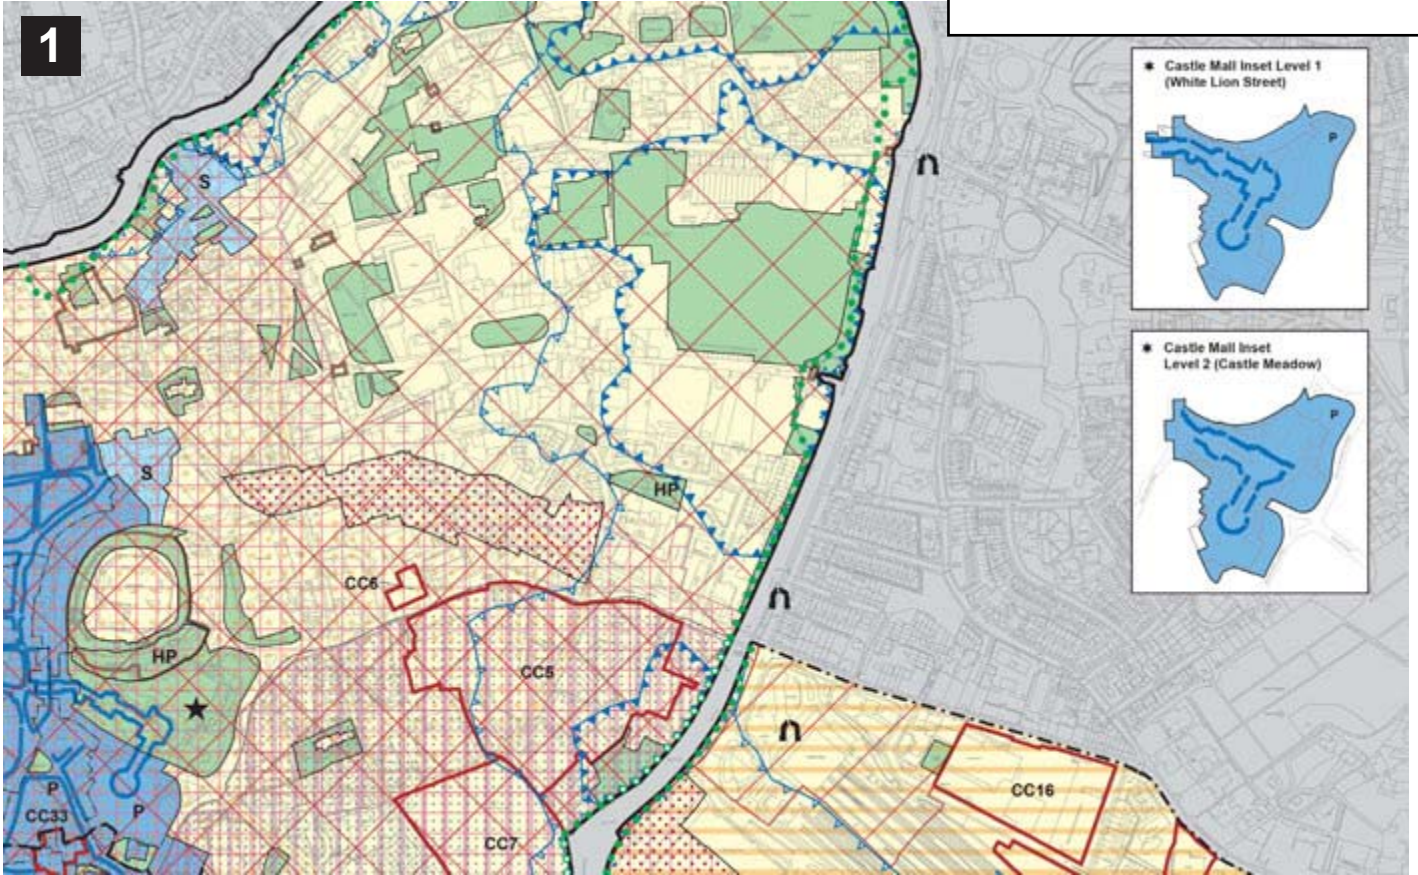 1
* Castle Mall Inset Level 1
(White Lion Street)
P
* Castle Mall Inset
Level 2 (Castle Meadow)
P
S
S
HP
CC6
HP
CC5
CC16
P
P
CC33
CC7